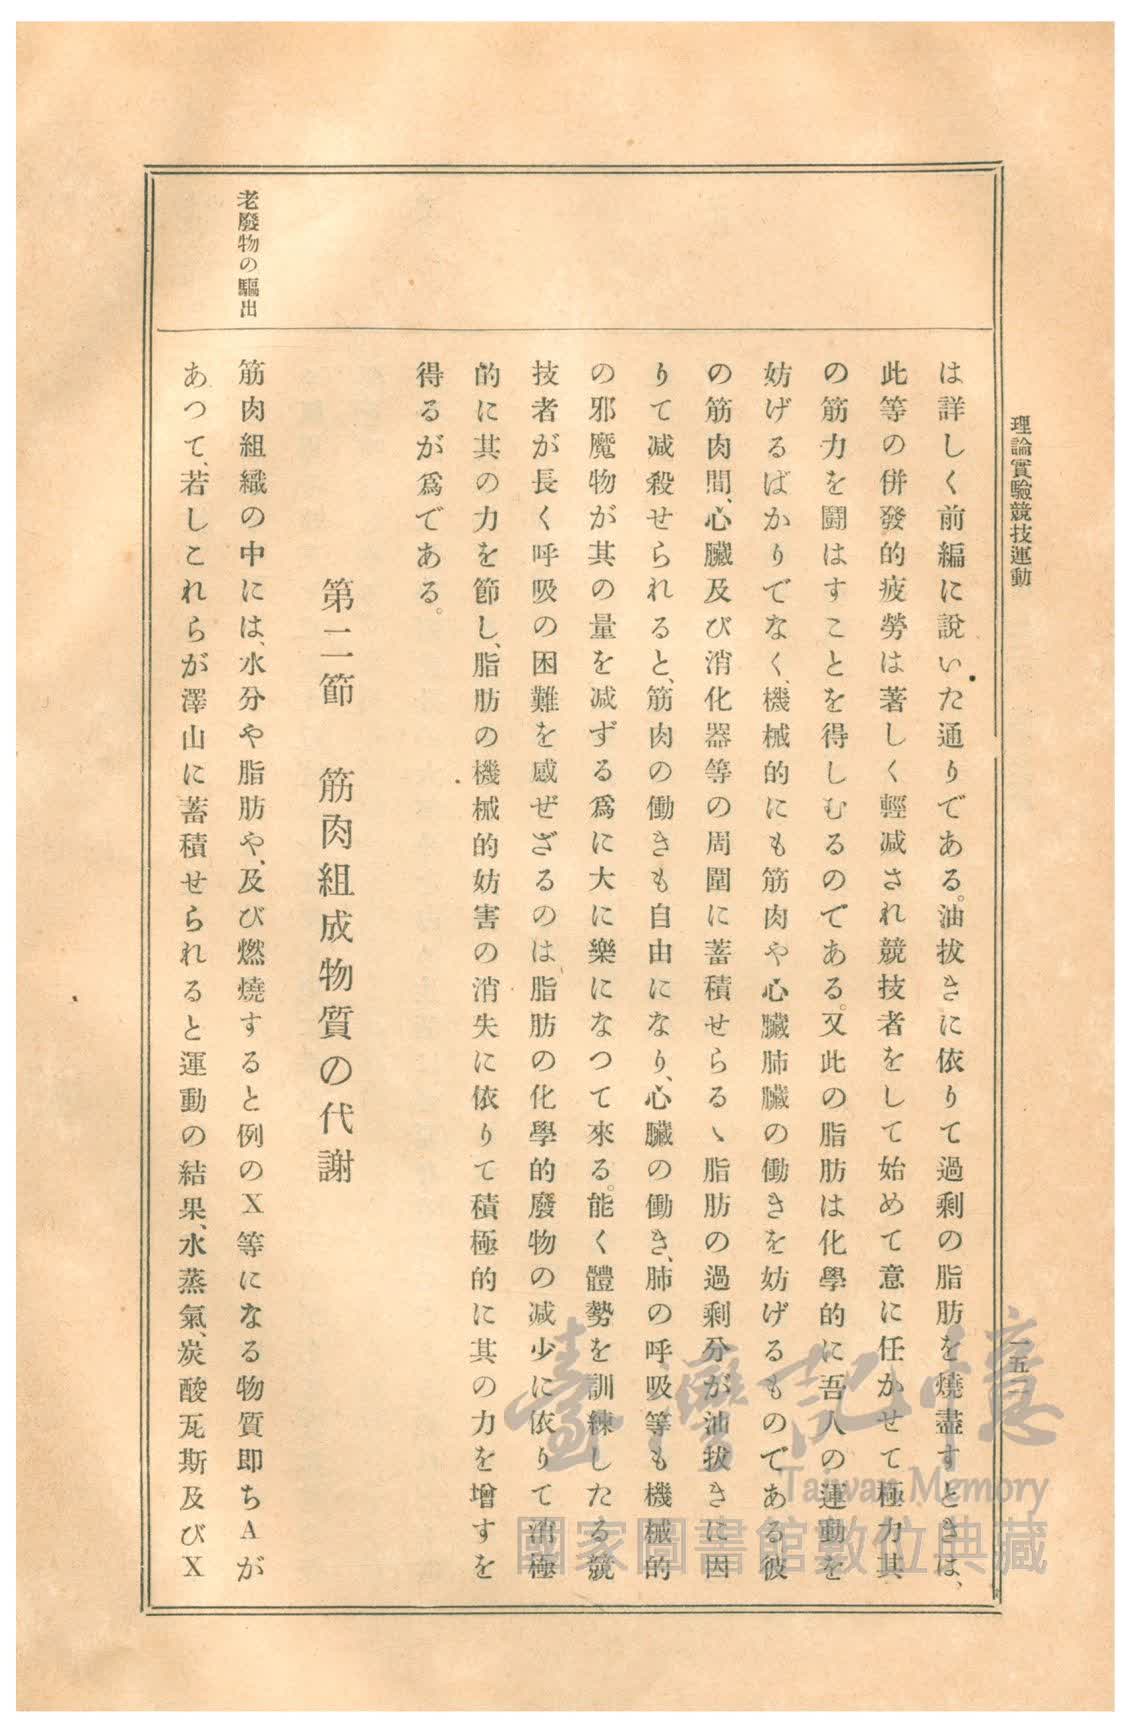 理論實驗競技運動
一五
は詳しく前編に說いた通りである。油拔きに依りて過剩の脂肪を燒盡すときは、
此等の併發的疲勞は著しく輕減され競技者をして始めて意に任かせて極力其
の筋力を鬪はすことを得しむるのである。又此の脂肪は化學的に吾人の運動を
妨げるばかりでなく、機械的にも筋肉や心臟肺臟の働きを妨げるものである彼
の筋肉間、心臟及び消化器等の周圍に蓄積せらるゝ脂肪の過剩分が油拔きに因
りて減殺せられると、筋肉の働きも自由になり、心臟の働き、肺の呼吸等も機械的
の邪魔物が其の量を減ずる爲に大に樂になつて來る。能く體勢を訓練したる競
技者が長く呼吸の困難を感ぜざるのは脂肪の化學的廢物の減少に依りて消極
的に其の力を節し、脂肪の機械的妨害の消失に依りて積極的に其の力を增すを
得るが爲である。
第二節　筋肉組成物質の代謝
老廢物の驅出
筋肉組織の中には、水分や脂肪や、及び燃燒すると例のX等になる物質卽ちAが
あつて、若しこれらが澤山に蓄積せられると運動の結果、水蒸氣、炭酸瓦斯及びX
臺灣記憶
Taiwan Memory
國家圖書館數位典藏